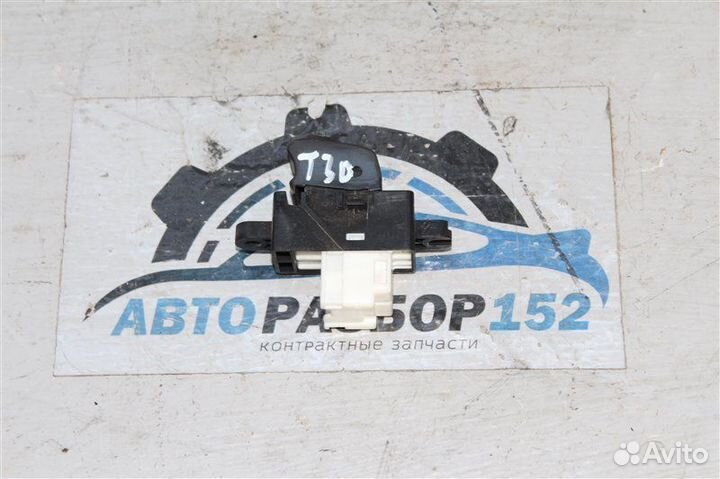 T30
АВТОРАЗБОР152
контрактные запчасти
Avito